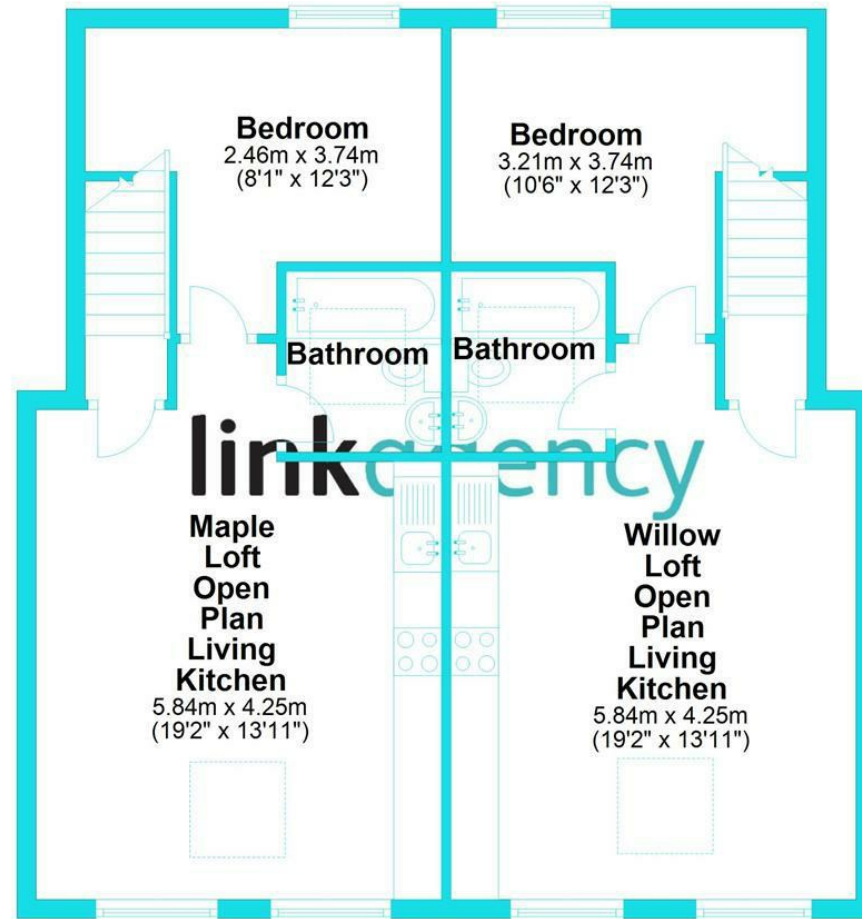 Bedroom
2.46m x 3.74m
(8'1" x 12'3")
Bedroom
3.21m x 3.74m
(10'6" x 12'3")
Bathroom
Bathroom
linkagency
Maple
Loft
Open
Plan
Living
Kitchen
5.84m x 4.25m
(19'2" x 13'11")
Willow
Loft
Open
Plan
Living
Kitchen
5.84m x 4.25m
(19'2" x 13'11")